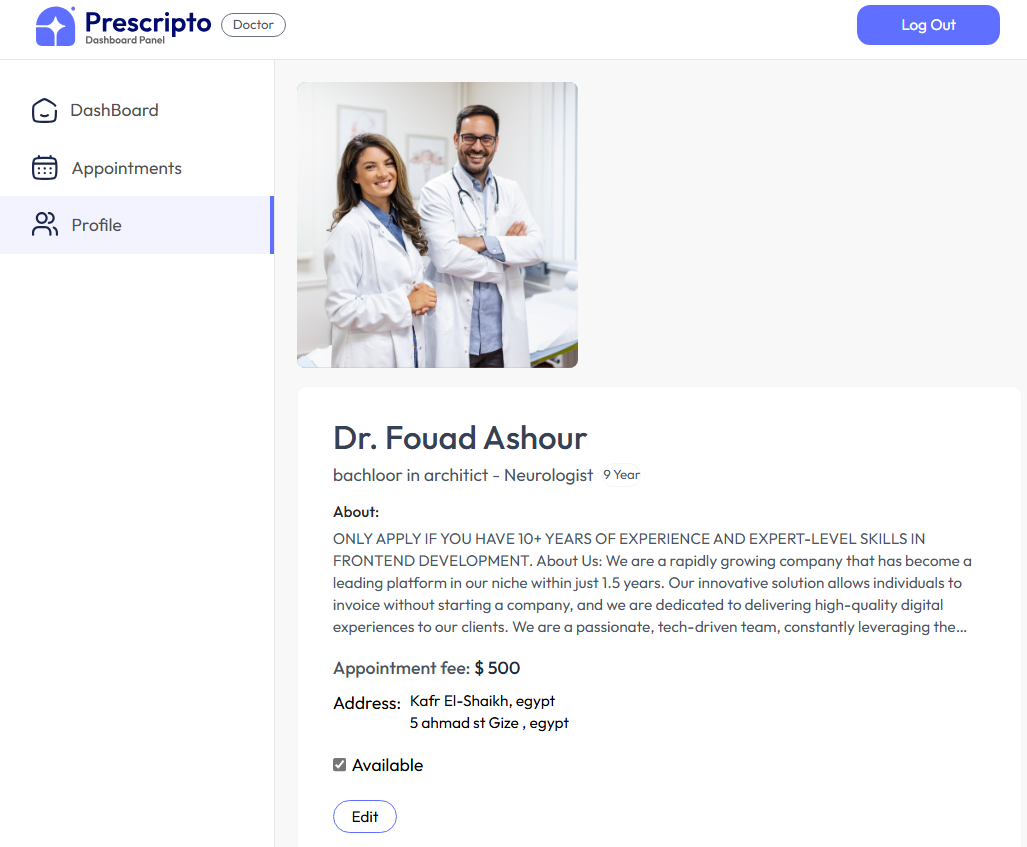 Prescripto
Doctor
Dashboard Panel
Log Out
DashBoard
Appointments
Profile
Dr. Fouad Ashour
bachloor in architict - Neurologist 9 Year
About:
ONLY APPLY IF YOU HAVE 10+ YEARS OF EXPERIENCE AND EXPERT-LEVEL SKILLS IN
FRONTEND DEVELOPMENT. About Us: We are a rapidly growing company that has become a
leading platform in our niche within just 1.5 years. Our innovative solution allows individuals to
invoice without starting a company, and we are dedicated to delivering high-quality digital
experiences to our clients. We are a passionate, tech-driven team, constantly leveraging the...
Appointment fee: $ 500
Address: Kafr El-Shaikh, egypt
5 ahmad st Gize , egypt
Available
Edit